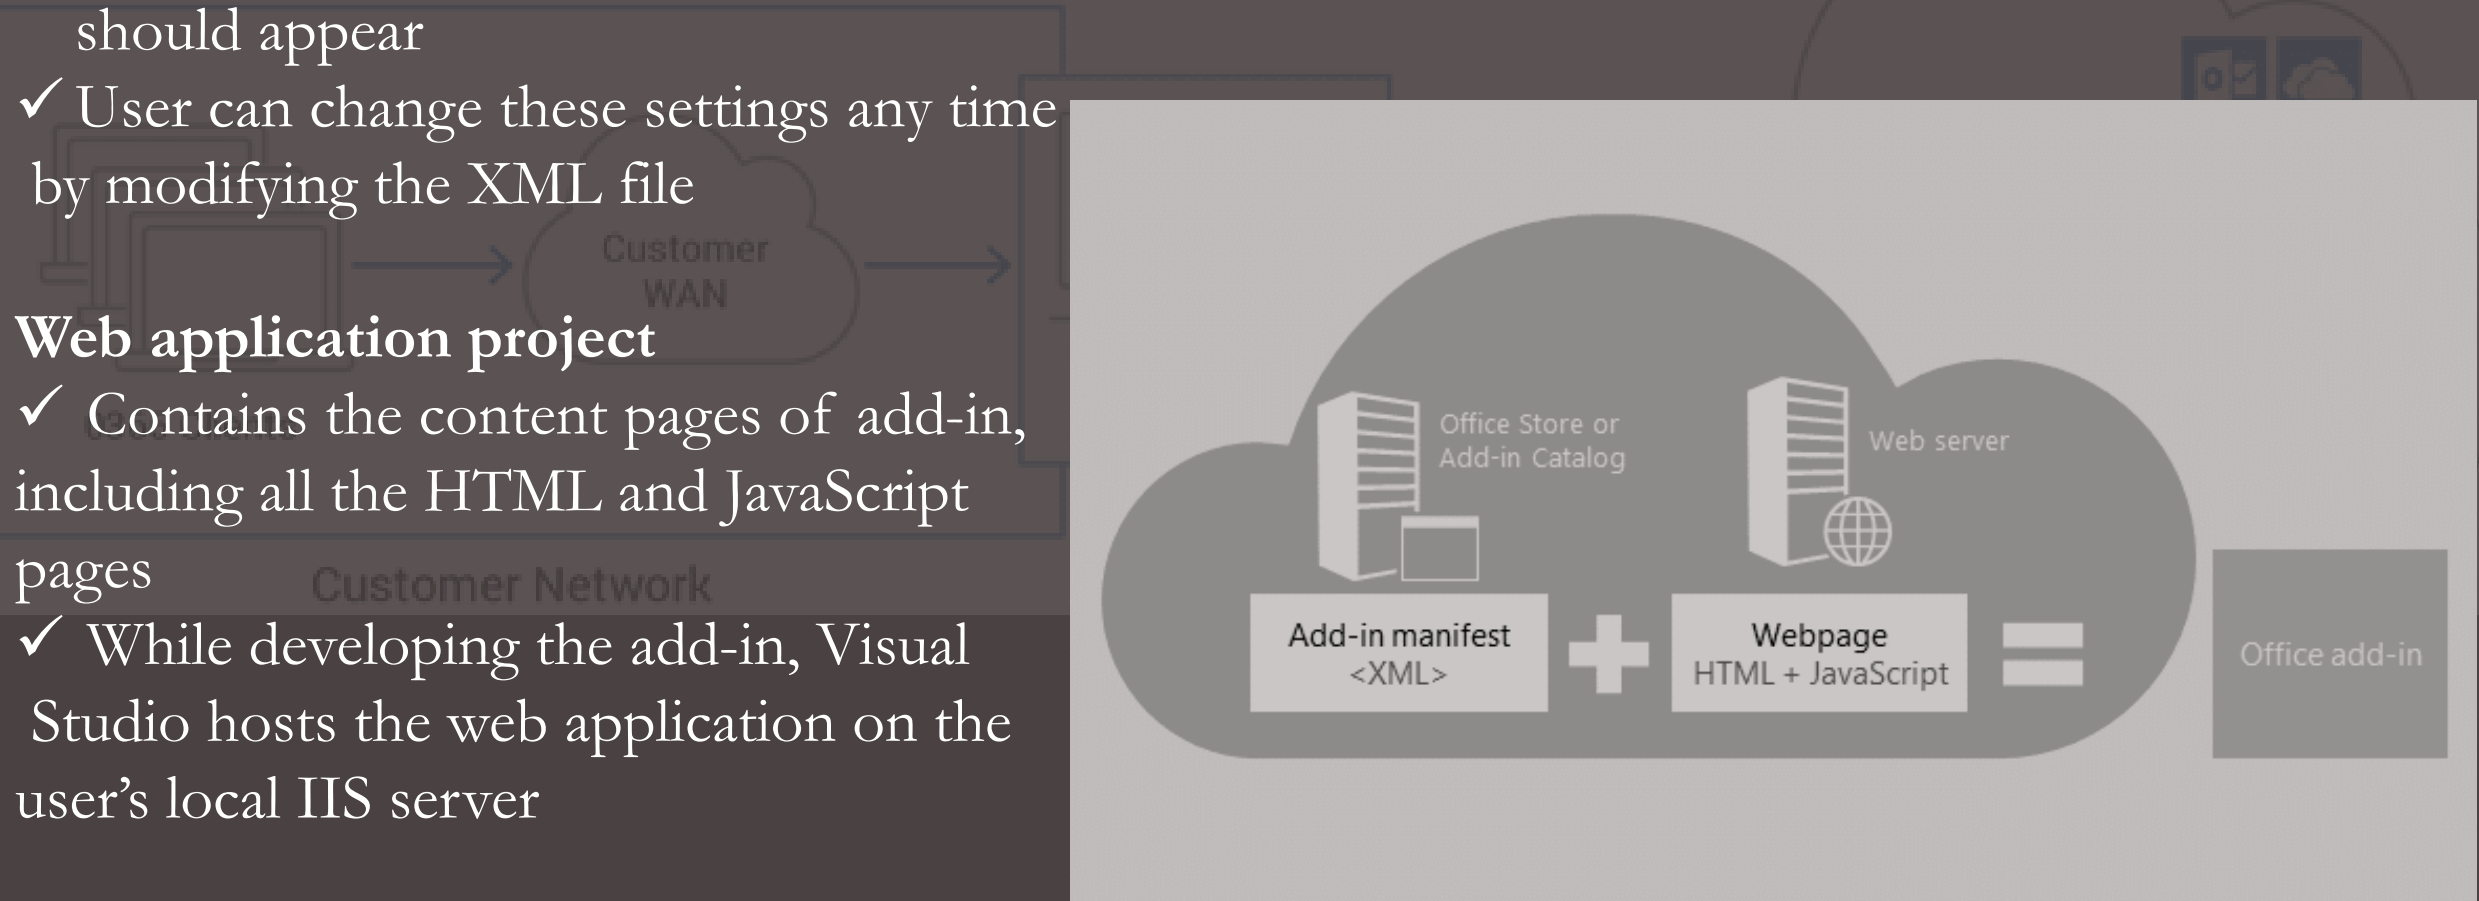 should appear
✓ User can change these settings any time
by modifying the XML file
Web application project
✓ Contains the content pages of add-in,
including all the HTML and JavaScript
pages
✓ While developing the add-in, Visual
Studio hosts the web application on the
user’s local IIS server
Customer
WAN
Customer Network
Office Store or
Add-in Catalog
Web server
Add-in manifest
<XML>
Webpage
HTML + JavaScript
Office add-in